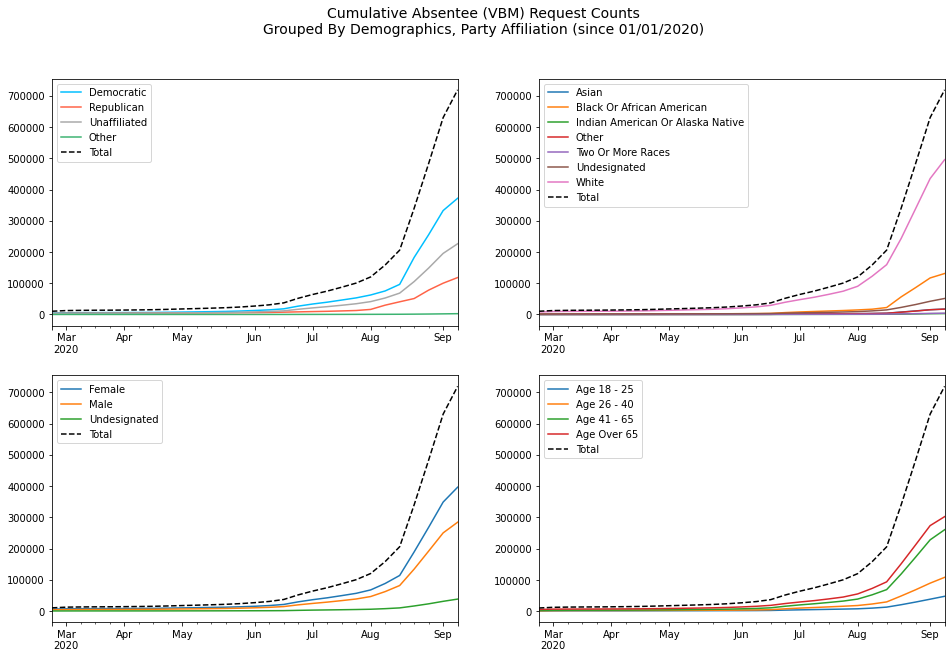 Cumulative Absentee (VBM) Request Counts
Grouped By Demographics, Party Affiliation (since 01/01/2020)
700000
600000
500000
400000
300000
200000
100000
0
Democratic
Republican
Unaffiliated
Other
Total
Mar
2020
Apr
May
Jun
Jul
Aug
Sep
700000
600000
500000
400000
300000
200000
100000
0
Asian
Black Or African American
Indian American Or Alaska Native
Other
Two Or More Races
Undesignated
White
Total
Mar
2020
Apr
May
Jun
Jul
Aug
Sep
700000
600000
500000
400000
300000
200000
100000
0
Female
Male
Undesignated
Total
Mar
2020
Apr
May
Jun
Jul
Aug
Sep
700000
600000
500000
400000
300000
200000
100000
0
Age 18 - 25
Age 26 - 40
Age 41 - 65
Age Over 65
Total
Mar
2020
Apr
May
Jun
Jul
Aug
Sep